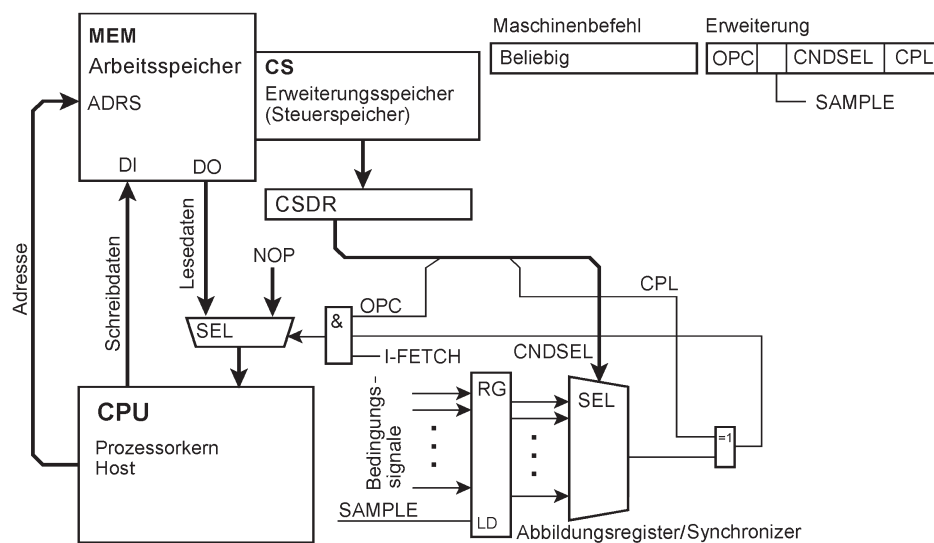 MEM
Arbeitsspeicher
ADRS
DI
DO
CS
Erweiterungsspeicher
(Steuerspeicher)
Maschinenbefehl
Beliebig
Erweiterung
OPC
CNDSEL
CPL
SAMPLE
CSDR
Adresse
Schreibdaten
Lesedaten
NOP
SEL
&
OPC
I-FETCH
CPL
CNDSEL
CPU
Prozessorkern
Host
Bedingungs-
signale
RG
SEL
=1
SAMPLE
LD
Abbildungsregister/Synchronizer